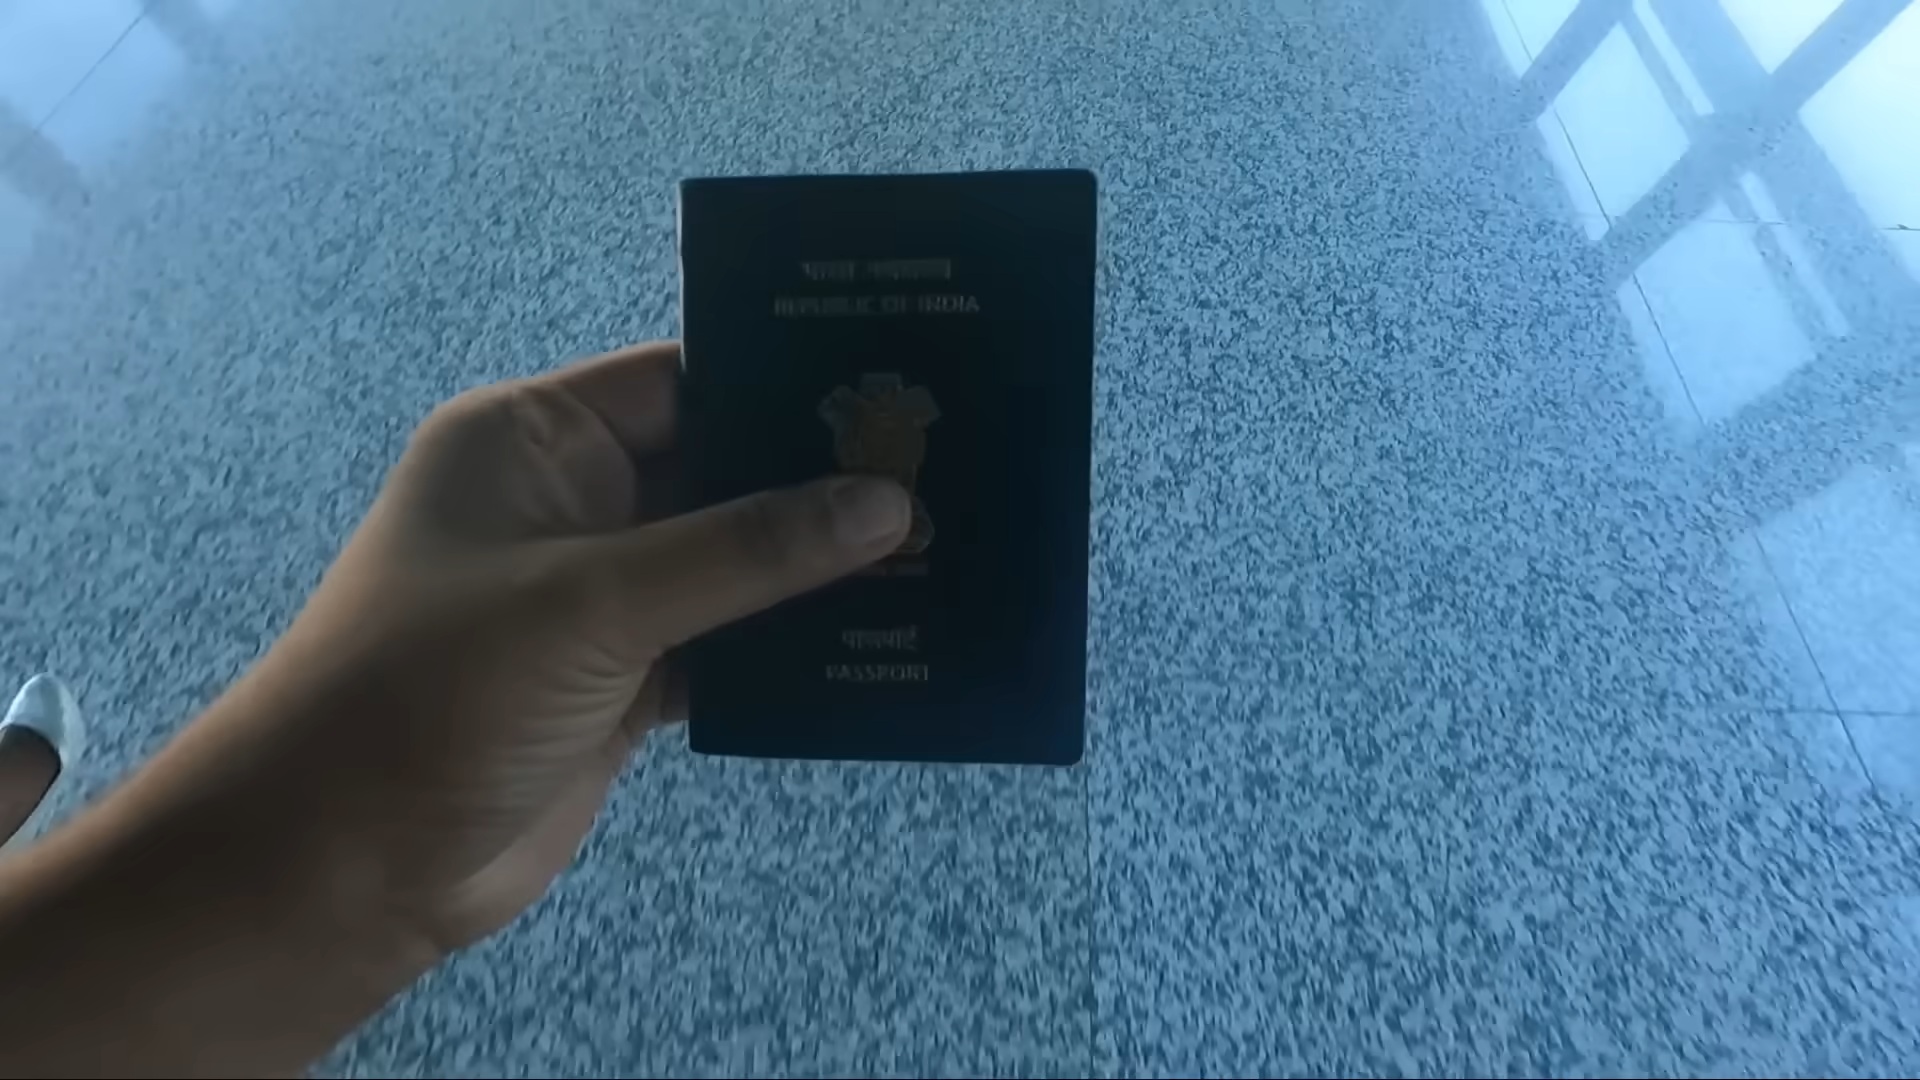 भारत गणराज्य
REPUBLIC OF INDIA
पासपोर्ट
PASSPORT